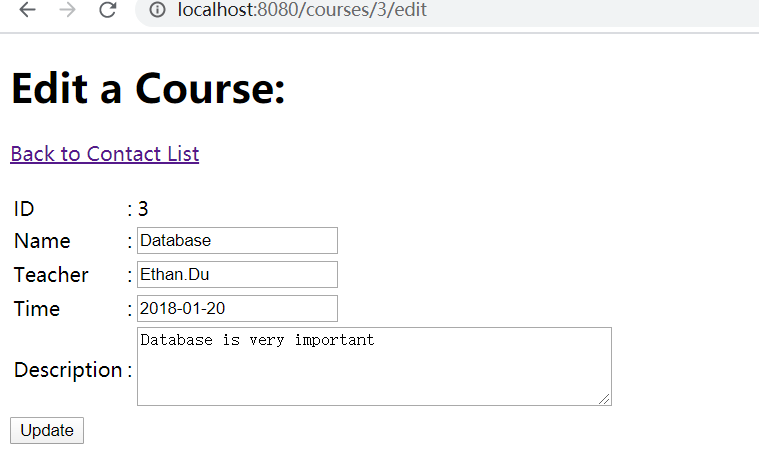 localhost:8080/courses/3/edit
Edit a Course:
Back to Contact List
ID : 3
Name : Database
Teacher : Ethan.Du
Time : 2018-01-20
Description : Database is very important
Update